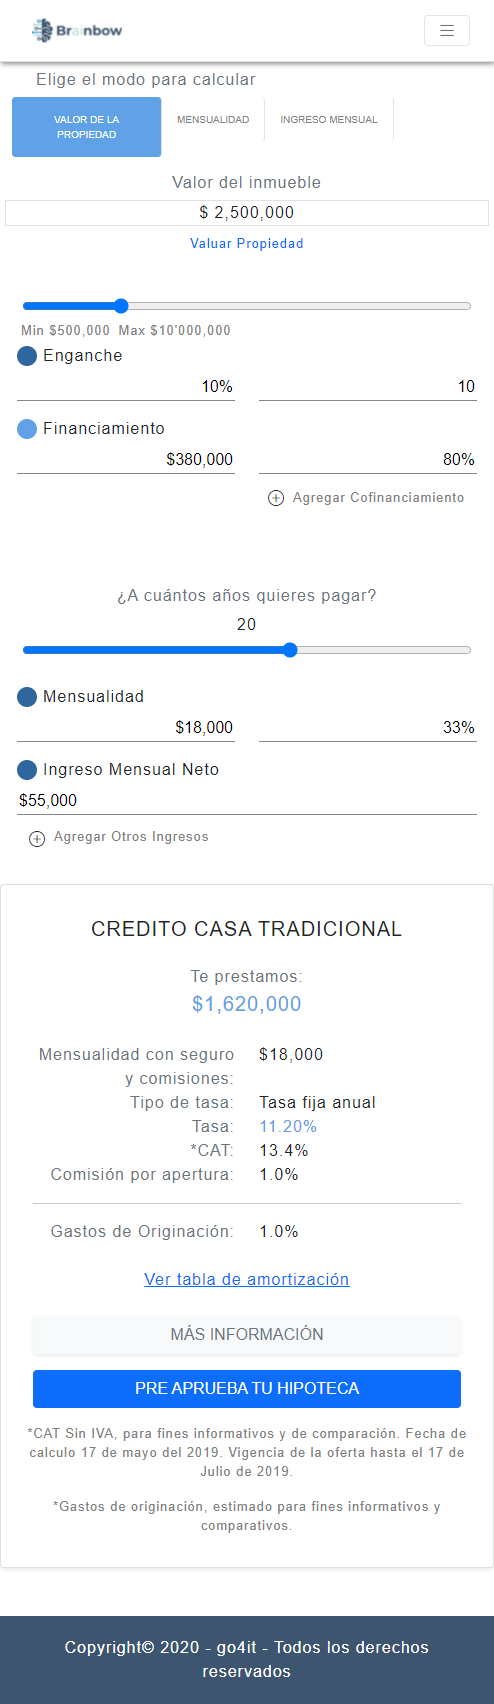 Brainbow
Elige el modo para calcular
VALOR DE LA
PROPIEDAD
MENSUALIDAD
INGRESO MENSUAL
Valor del inmueble
$ 2,500,000
Valuar Propiedad
Min $500,000 Max $10'000,000
Enganche
10% 10
Financiamiento
$380,000 80%
Agregar Cofinanciamiento
¿A cuántos años quieres pagar?
20
Mensualidad
$18,000 33%
Ingreso Mensual Neto
$55,000
Agregar Otros Ingresos
CREDITO CASA TRADICIONAL
Te prestamos:
$1,620,000
Mensualidad con seguro $18,000
y comisiones:
Tipo de tasa: Tasa fija anual
Tasa: 11.20%
*CAT: 13.4%
Comisión por apertura: 1.0%
Gastos de Originación: 1.0%
Ver tabla de amortización
MÁS INFORMACIÓN
PRE APRUEBA TU HIPOTECA
*CAT Sin IVA, para fines informativos y de comparación. Fecha de
calculo 17 de mayo del 2019. Vigencia de la oferta hasta el 17 de
Julio de 2019.
*Gastos de originación, estimado para fines informativos y
comparativos.
Copyright© 2020 - go4it - Todos los derechos
reservados